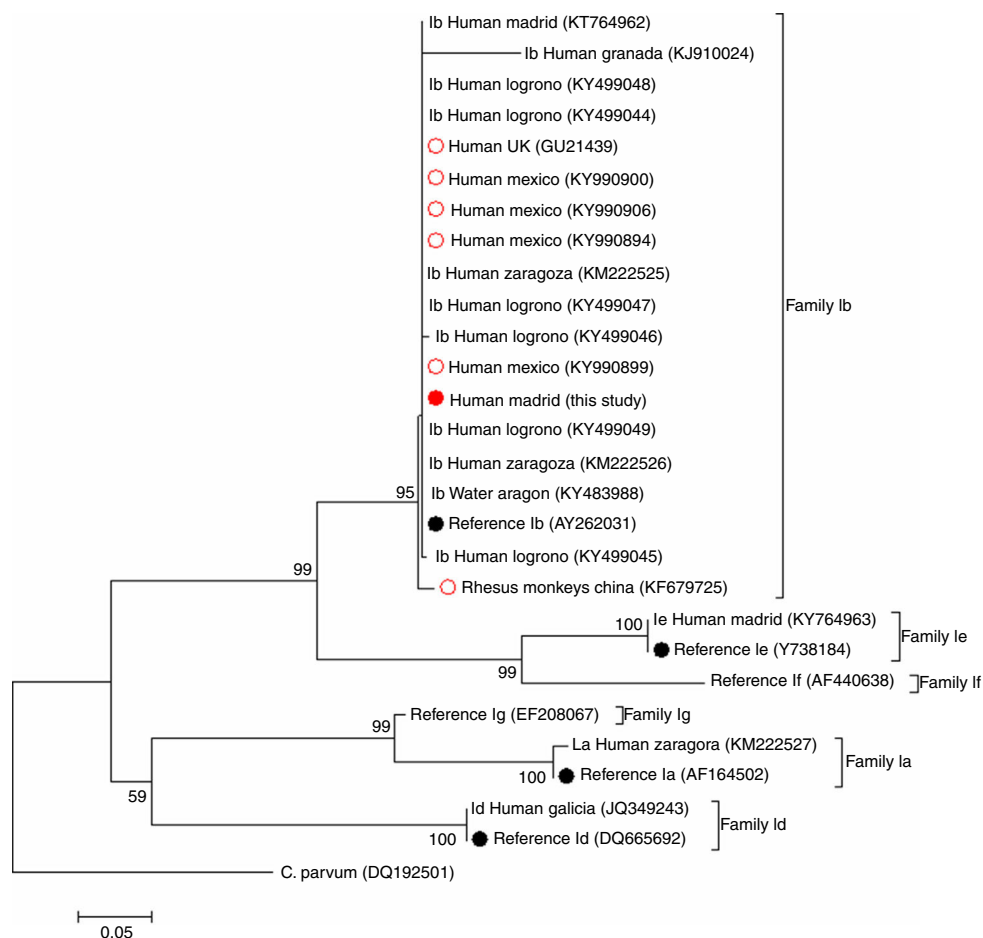 Ib Human madrid (KT764962)
Ib Human granada (KJ910024)
Ib Human logrono (KY499048)
Ib Human logrono (KY499044)
Human UK (GU21439)
Human mexico (KY990900)
Human mexico (KY990906)
Human mexico (KY990894)
Ib Human zaragoza (KM222525)
Ib Human logrono (KY499047)
Family Ib
Ib Human logrono (KY499046)
Human mexico (KY990899)
Human madrid (this study)
Ib Human logrono (KY499049)
Ib Human zaragoza (KM222526)
95
Ib Water aragon (KY483988)
Reference Ib (AY262031)
Ib Human logrono (KY499045)
99
Rhesus monkeys china (KF679725)
100
Ie Human madrid (KY764963)
Family Ie
Reference Ie (Y738184)
99
Reference If (AF440638)
Family If
99
Reference Ig (EF208067)
Family Ig
La Human zaragora (KM222527)
Family Ia
100
Reference Ia (AF164502)
59
Id Human galicia (JQ349243)
Family Id
100
Reference Id (DQ665692)
C. parvum (DQ192501)
0.05